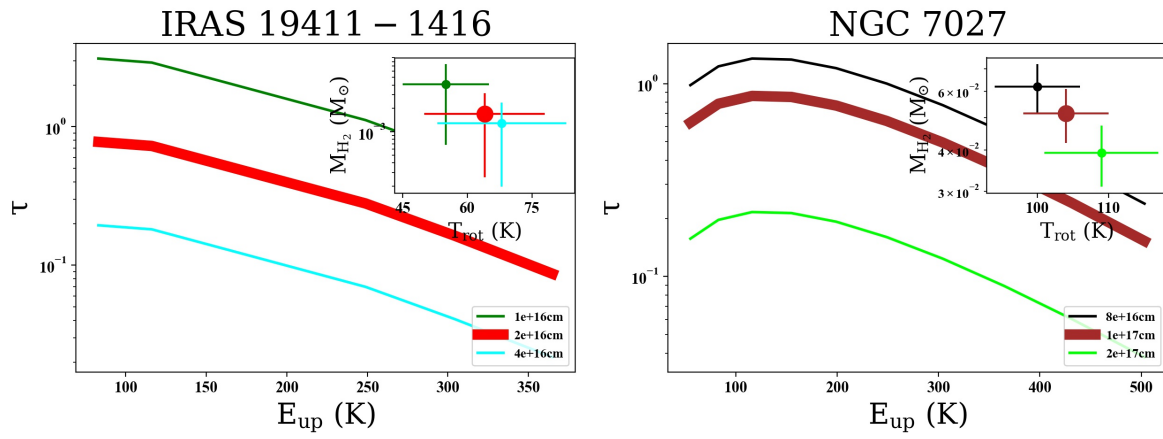 IRAS 19411 − 1416
τ
10⁰
10⁻¹
100 150 200 250 300 350
E_up (K)
M_H₂ (M_⊙)
10⁻³
45 60 75
T_rot (K)
1e+16cm
2e+16cm
4e+16cm
NGC 7027
τ
10⁰
10⁻¹
100 200 300 400 500
E_up (K)
M_H₂ (M_⊙)
6×10⁻²
4×10⁻²
3×10⁻²
100 110
T_rot (K)
8e+16cm
1e+17cm
2e+17cm